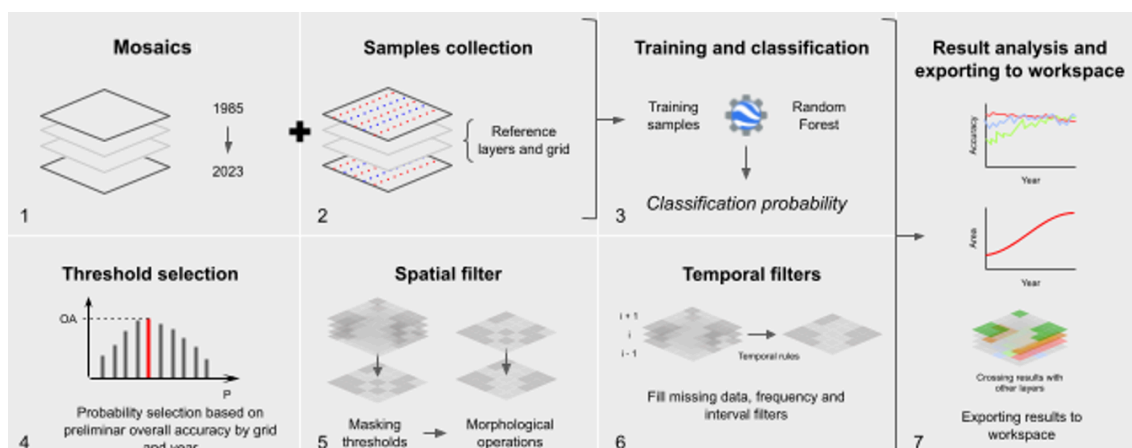 Mosaics
1985
2023
1
Samples collection
Reference
layers and grid
2
Training and classification
Training
samples
Random
Forest
Classification probability
3
Threshold selection
OA
P
Probability selection based on
preliminar overall accuracy by grid
and year
4
Spatial filter
Masking
thresholds
Morphological
operations
5
Temporal filters
i + 1
i
i - 1
Temporal rules
Fill missing data, frequency and
interval filters
6
Result analysis and
exporting to workspace
Accuracy
Year
Area
Year
Crossing results with
other layers
Exporting results to
workspace
7